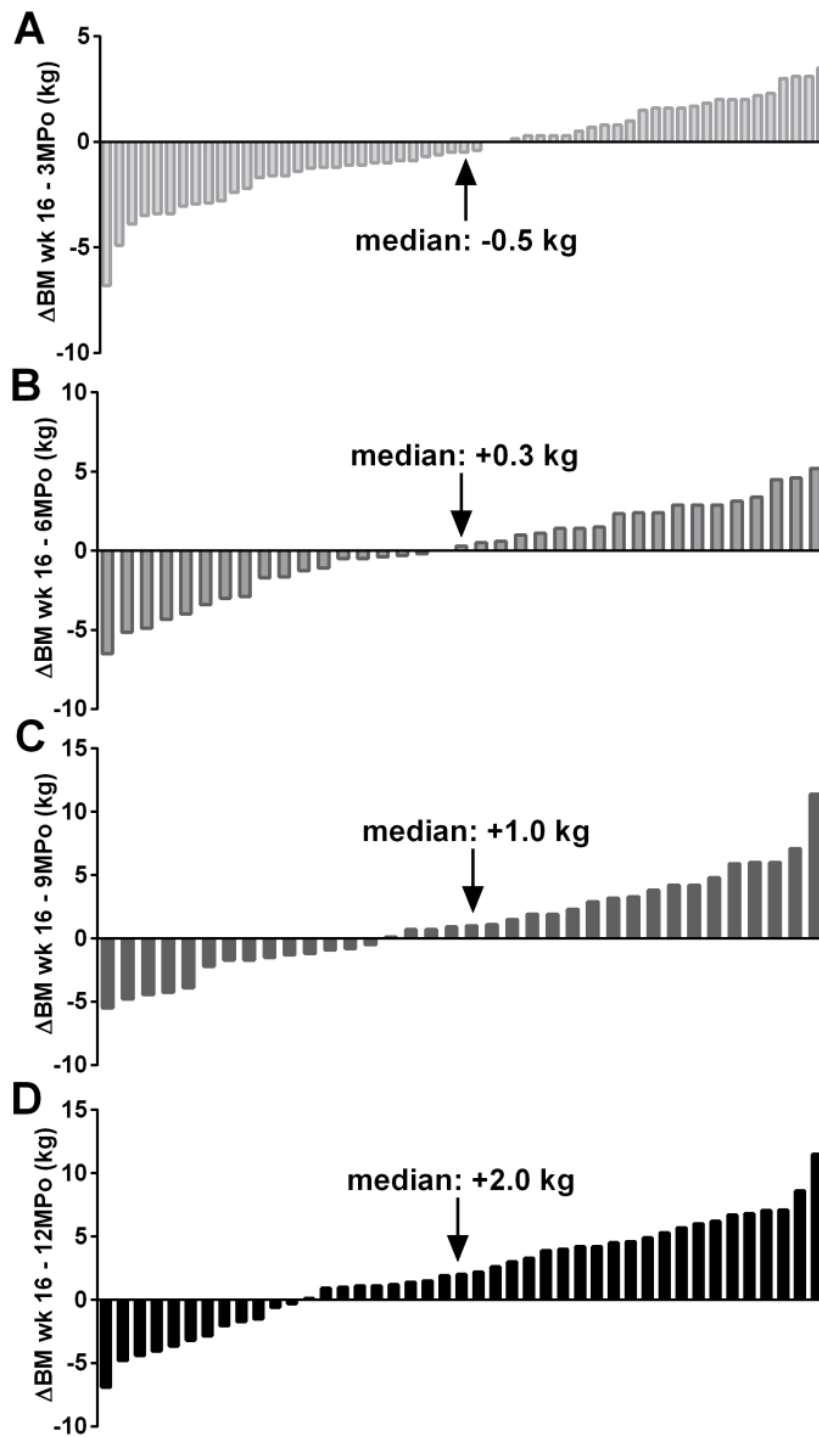 A
ΔBM wk 16 - 3MPo (kg)
5
0
-5
-10
median: -0.5 kg
B
ΔBM wk 16 - 6MPo (kg)
10
5
0
-5
-10
median: +0.3 kg
C
ΔBM wk 16 - 9MPo (kg)
15
10
5
0
-5
-10
median: +1.0 kg
D
ΔBM wk 16 - 12MPo (kg)
15
10
5
0
-5
-10
median: +2.0 kg